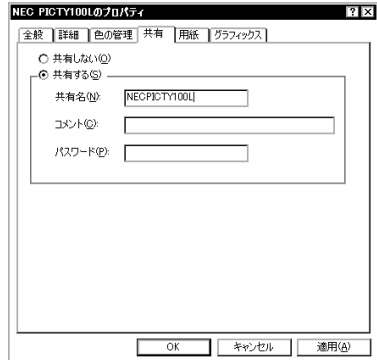 NEC PICTY100Lのプロパティ
全般 詳細 色の管理 共有 用紙 グラフィックス
共有しない(O)
共有する(S)
共有名(N): NECPICTY100L
コメント(C):
パスワード(P):
OK キャンセル 適用(A)